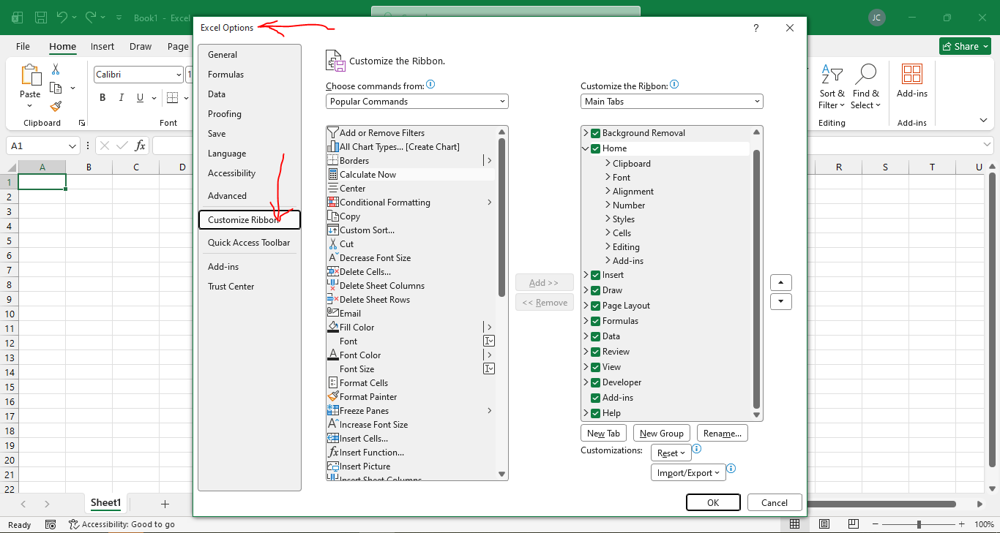 Book1 - Excel
JC
File Home Insert Draw Page
Share
Paste
Clipboard
Calibri
B I U
Font
Sort &
Filter
Find &
Select
Editing
Add-ins
Add-ins
A1
fx
A B C D R S T U
1
2
3
4
5
6
7
8
9
10
11
12
13
14
15
16
17
18
19
20
21
22
Excel Options
?
General
Formulas
Data
Proofing
Save
Language
Accessibility
Advanced
Customize Ribbon
Quick Access Toolbar
Add-ins
Trust Center
Customize the Ribbon.
Choose commands from:
Popular Commands
Add or Remove Filters
All Chart Types... [Create Chart]
Borders
Calculate Now
Center
Conditional Formatting
Copy
Custom Sort...
Cut
Decrease Font Size
Delete Cells...
Delete Sheet Columns
Delete Sheet Rows
Email
Fill Color
Font
Font Color
Font Size
Format Cells
Format Painter
Freeze Panes
Increase Font Size
Insert Cells...
Insert Function...
Insert Picture
Insert Sheet Columns
Add >>
<< Remove
Customize the Ribbon:
Main Tabs
Background Removal
Home
Clipboard
Font
Alignment
Number
Styles
Cells
Editing
Add-ins
Insert
Draw
Page Layout
Formulas
Data
Review
View
Developer
Add-ins
Help
New Tab New Group Rename...
Customizations: Reset
Import/Export
OK Cancel
Sheet1
Ready Accessibility: Good to go
100%